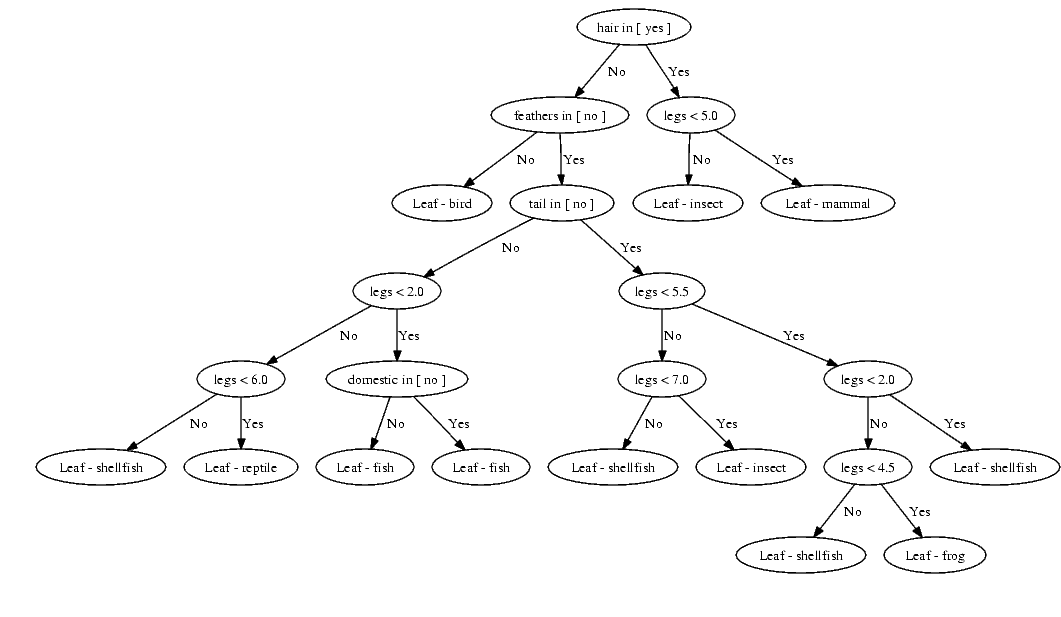 hair in [ yes ]
No
Yes
feathers in [ no ]
legs < 5.0
No
Yes
No
Yes
Leaf - bird
tail in [ no ]
Leaf - insect
Leaf - mammal
No
Yes
legs < 2.0
legs < 5.5
No
Yes
No
Yes
legs < 6.0
domestic in [ no ]
legs < 7.0
legs < 2.0
No
Yes
No
Yes
No
Yes
No
Yes
Leaf - shellfish
Leaf - reptile
Leaf - fish
Leaf - fish
Leaf - shellfish
Leaf - insect
legs < 4.5
Leaf - shellfish
No
Yes
Leaf - shellfish
Leaf - frog